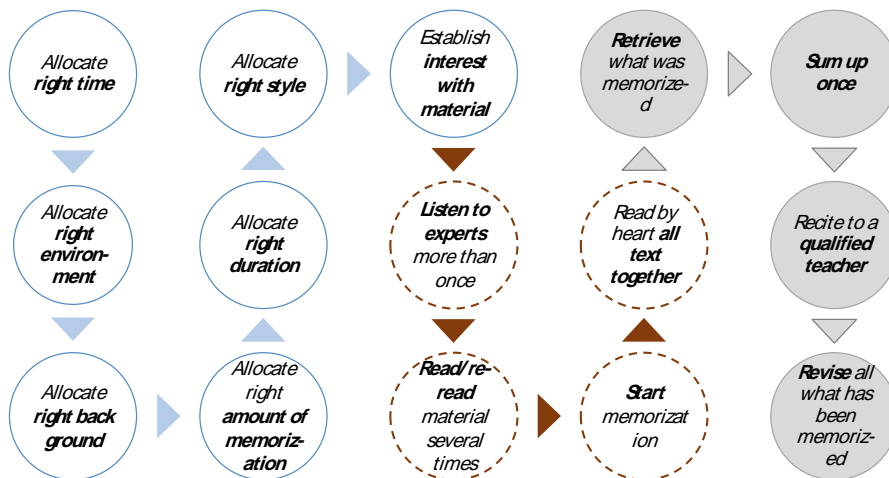 Allocate
right time
Allocate
right environ-
ment
Allocate
right back
ground
Allocate
right
amount of
memoriz-
ation
Allocate
right
duration
Allocate
right style
Establish
interest
with
material
Listen to
experts
more than
once
Read/re-
read
material
several
times
Start
memorizat
ion
Read by
heart all
text
together
Retrieve
what was
memorize-
d
Sum up
once
Recite to a
qualified
teacher
Revise all
what has
been
memoriz-
ed